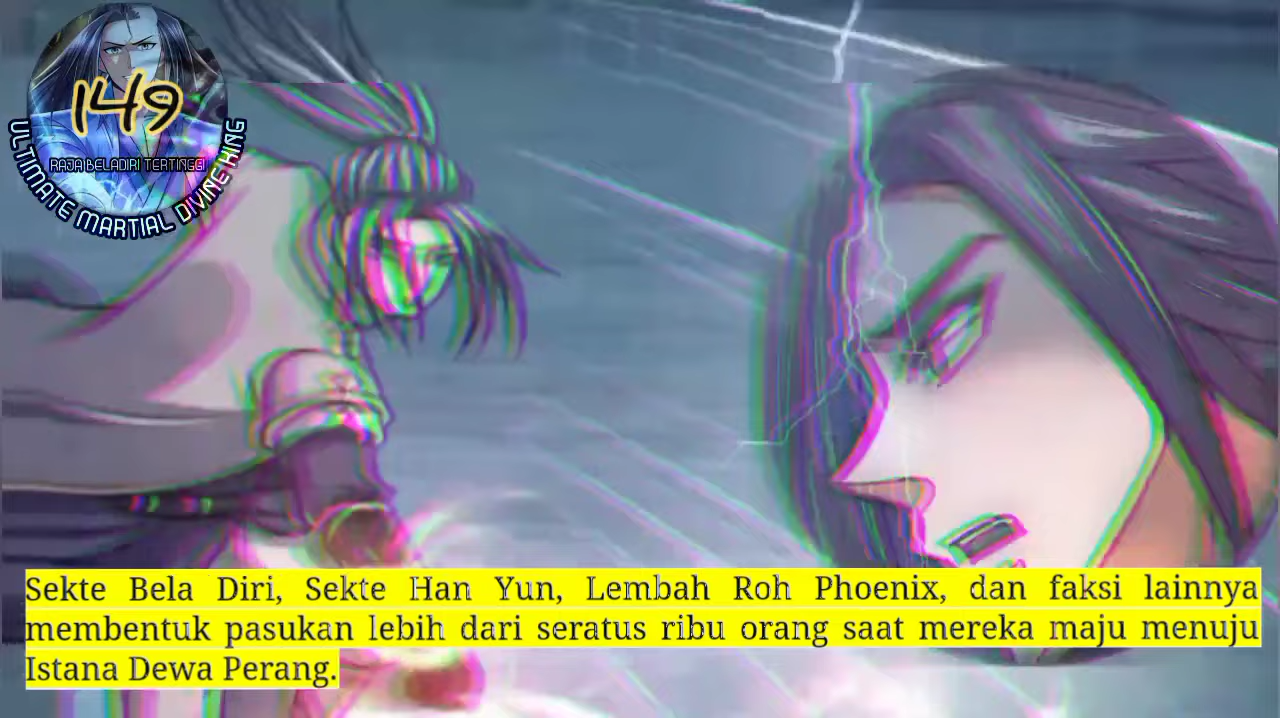 149
RAJA BELADIRI TERTINGGI
ULTIMATE MARTIAL DIVINE KING
Sekte Bela Diri, Sekte Han Yun, Lembah Roh Phoenix, dan faksi lainnya
membentuk pasukan lebih dari seratus ribu orang saat mereka maju menuju
Istana Dewa Perang.